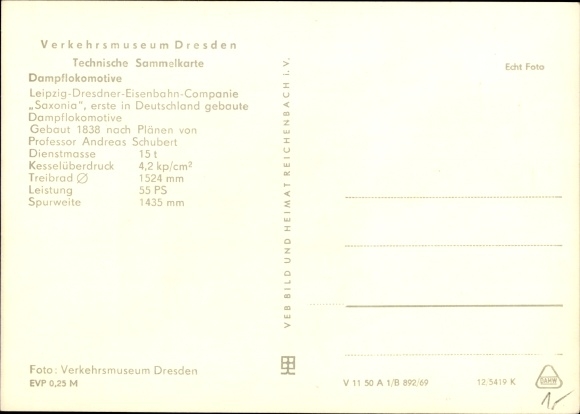 Verkehrsmuseum Dresden
Technische Sammelkarte
Dampflokomotive
Leipzig-Dresdner-Eisenbahn-Companie
„Saxonia", erste in Deutschland gebaute
Dampflokomotive
Gebaut 1838 nach Plänen von
Professor Andreas Schubert
Dienstmasse 15 t
Kesselüberdruck 4,2 kp/cm²
Treibrad ∅ 1524 mm
Leistung 55 PS
Spurweite 1435 mm
Foto: Verkehrsmuseum Dresden
EVP 0,25 M
VEB BILD UND HEIMAT REICHENBACH I. V.
Echt Foto
V 11 50 A 1/B 892/69 12.5419 K
DAMW